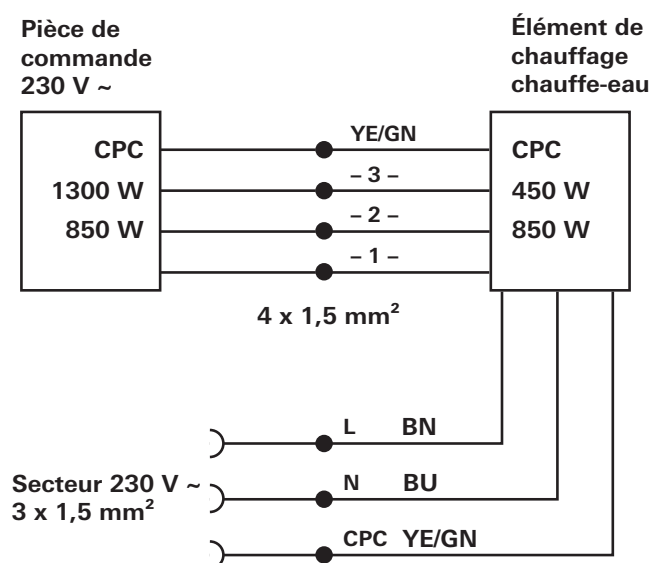 Pièce de
commande
230 V ~
Élément de
chauffage
chauffe-eau
CPC
1300 W
850 W
YE/GN
– 3 –
– 2 –
– 1 –
CPC
450 W
850 W
4 x 1,5 mm²
L BN
Secteur 230 V ~
3 x 1,5 mm²
N BU
CPC YE/GN